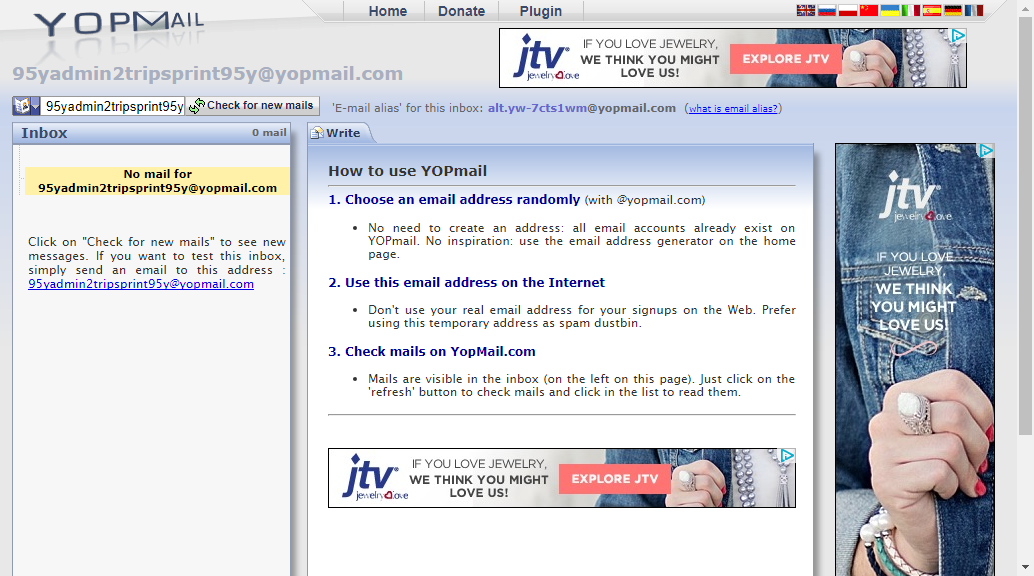 YOPMAIL
Home
Donate
Plugin
95yadmin2tripsprint95y@yopmail.com
jtv
jewelry love
IF YOU LOVE JEWELRY,
WE THINK YOU MIGHT
LOVE US!
EXPLORE JTV
95yadmin2tripsprint95y
Check for new mails
'E-mail alias' for this inbox: alt.yw-7cts1wm@yopmail.com (what is email alias?)
Inbox
0 mail
No mail for
95yadmin2tripsprint95y@yopmail.com
Click on "Check for new mails" to see new
messages. If you want to test this inbox,
simply send an email to this address :
95yadmin2tripsprint95y@yopmail.com
Write
How to use YOPmail
1. Choose an email address randomly (with @yopmail.com)
• No need to create an address: all email accounts already exist on
YOPmail. No inspiration: use the email address generator on the home
page.
2. Use this email address on the Internet
• Don't use your real email address for your signups on the Web. Prefer
using this temporary address as spam dustbin.
3. Check mails on YopMail.com
• Mails are visible in the inbox (on the left on this page). Just click on the
'refresh' button to check mails and click in the list to read them.
jtv
jewelry love
IF YOU LOVE JEWELRY,
WE THINK YOU MIGHT
LOVE US!
EXPLORE JTV
jtv
jewelry love
IF YOU LOVE
JEWELRY,
WE THINK
YOU MIGHT
LOVE US!